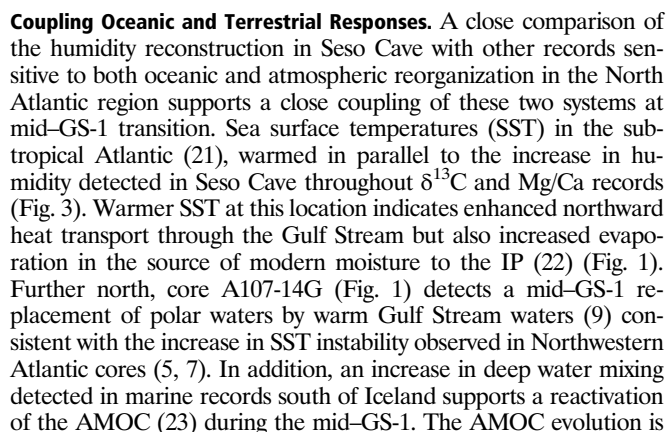 Coupling Oceanic and Terrestrial Responses. A close comparison of
the humidity reconstruction in Seso Cave with other records sen-
sitive to both oceanic and atmospheric reorganization in the North
Atlantic region supports a close coupling of these two systems at
mid–GS-1 transition. Sea surface temperatures (SST) in the sub-
tropical Atlantic (21), warmed in parallel to the increase in hu-
midity detected in Seso Cave throughout δ¹³C and Mg/Ca records
(Fig. 3). Warmer SST at this location indicates enhanced northward
heat transport through the Gulf Stream but also increased evapo-
ration in the source of modern moisture to the IP (22) (Fig. 1).
Further north, core A107-14G (Fig. 1) detects a mid–GS-1 re-
placement of polar waters by warm Gulf Stream waters (9) con-
sistent with the increase in SST instability observed in Northwestern
Atlantic cores (5, 7). In addition, an increase in deep water mixing
detected in marine records south of Iceland supports a reactivation
of the AMOC (23) during the mid–GS-1. The AMOC evolution is